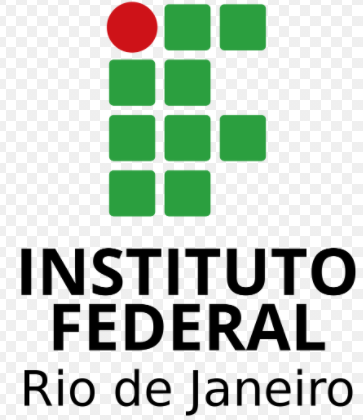 INSTITUTO
FEDERAL
Rio de Janeiro